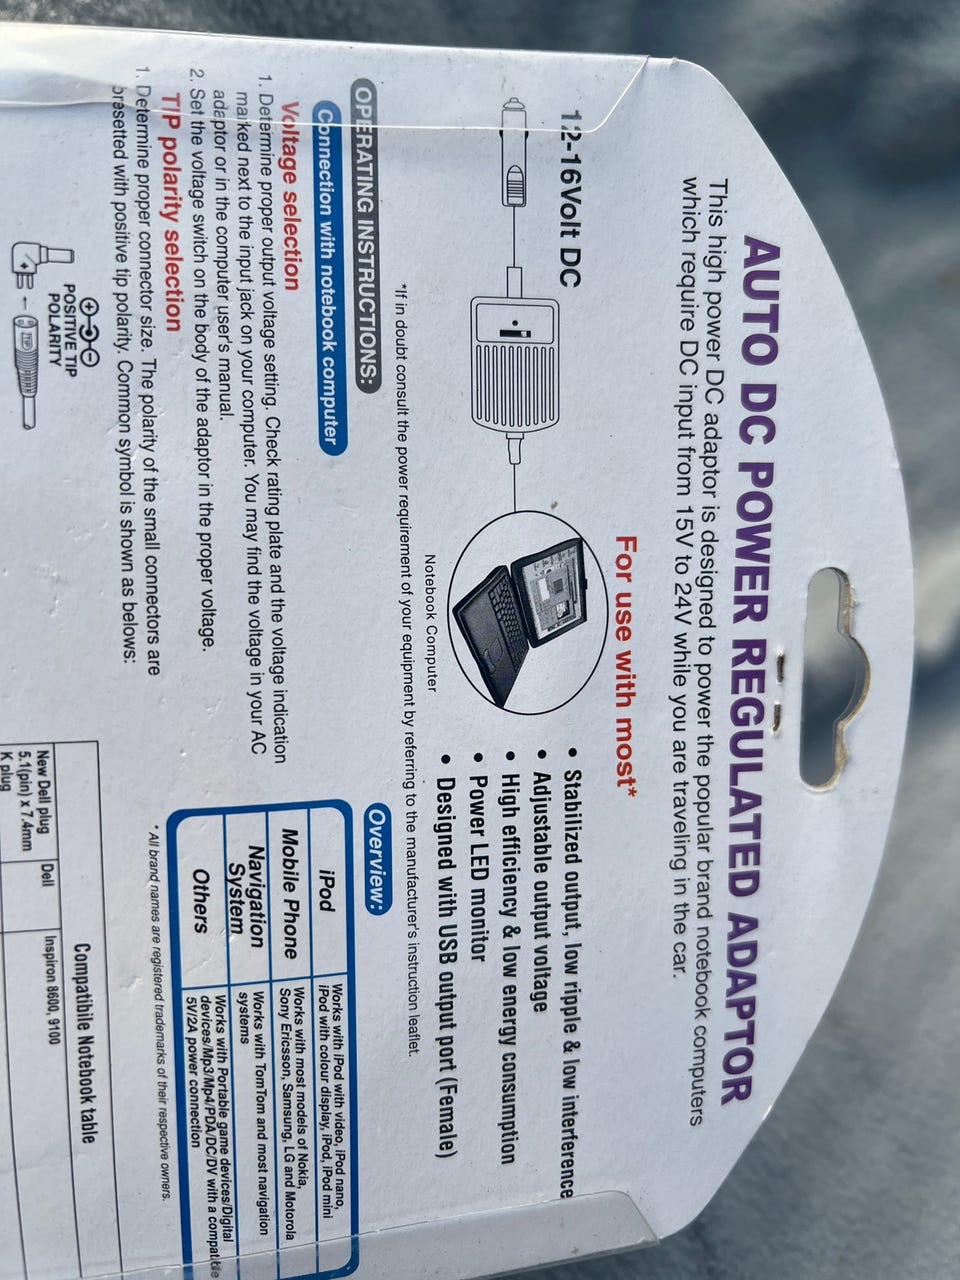 AUTO DC POWER REGULATED ADAPTOR
This high power DC adaptor is designed to power the popular brand notebook computers
which require DC input from 15V to 24V while you are traveling in the car.
For use with most*
12-16Volt DC
Notebook Computer
• Stabilized output, low ripple & low interference
• Adjustable output voltage
• High efficiency & low energy consumption
• Power LED monitor
• Designed with USB output port (Female)
*If in doubt consult the power requirement of your equipment by referring to the manufacturer's instruction leaflet.
OPERATING INSTRUCTIONS:
Connection with notebook computer
Voltage selection
1. Determine proper output voltage setting. Check rating plate and the voltage indication
marked next to the input jack on your computer. You may find the voltage in your AC
adaptor or in the computer user's manual.
2. Set the voltage switch on the body of the adaptor in the proper voltage.
TIP polarity selection
1. Determine proper connector size. The polarity of the small connectors are
presetted with positive tip polarity. Common symbol is shown as belows:
POSITIVE TIP
POLARITY
+ −
TIP
Overview:
iPod
Works with iPod with video, iPod nano,
iPod with colour display, iPod, iPod mini
Mobile Phone
Works with most models of Nokia,
Sony Ericsson, Samsung, LG and Motorola
Navigation
System
Works with TomTom and most navigation
systems
Others
Works with Portable game devices/Digital
devices/Mp3/Mp4/PDA/DC/DV with a compatible
5V/2A power connection
* All brand names are registered trademarks of their respective owners.
Compatibile Notebook table
New Dell plug
5.1(pin) x 7.4mm
K plug
Dell
Inspiron 8600, 9100